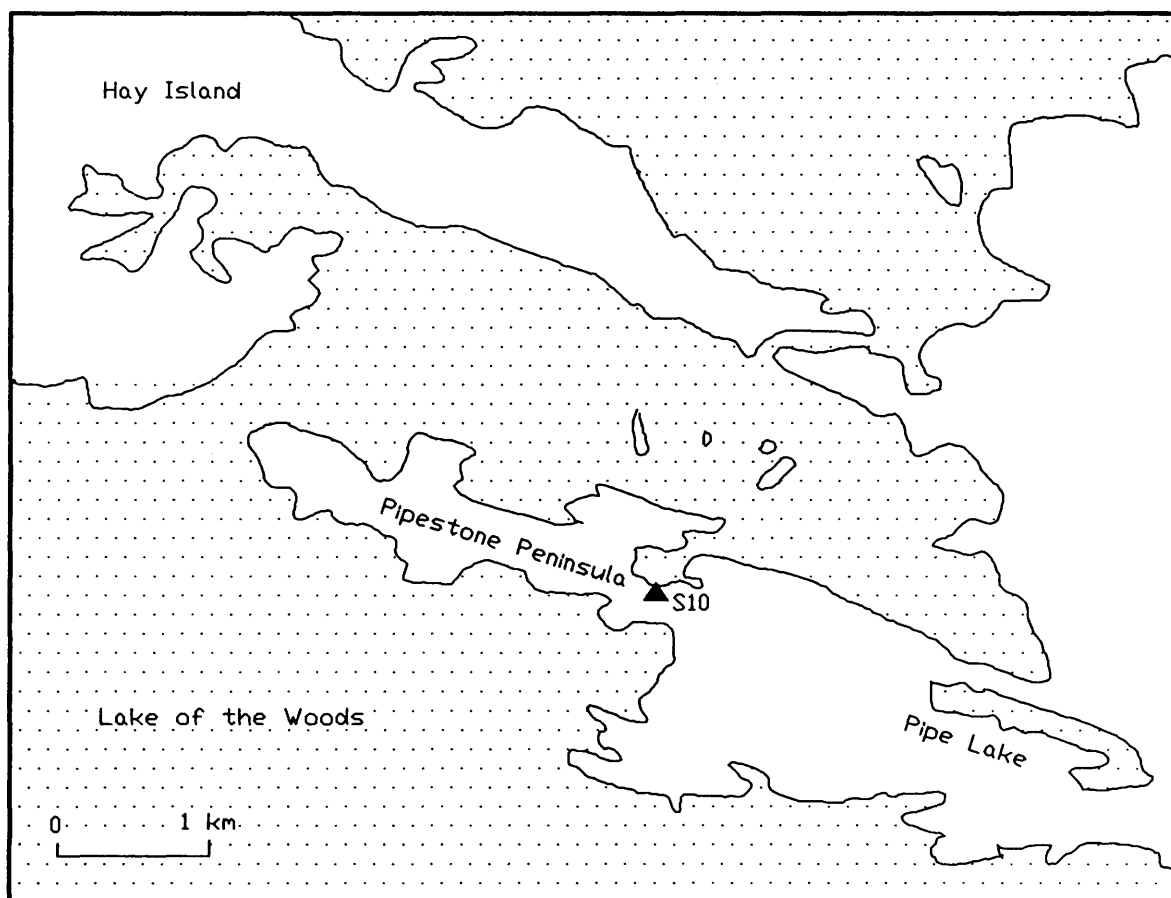 Hay Island
Pipestone Peninsula
S10
Lake of the Woods
Pipe Lake
0 1 km